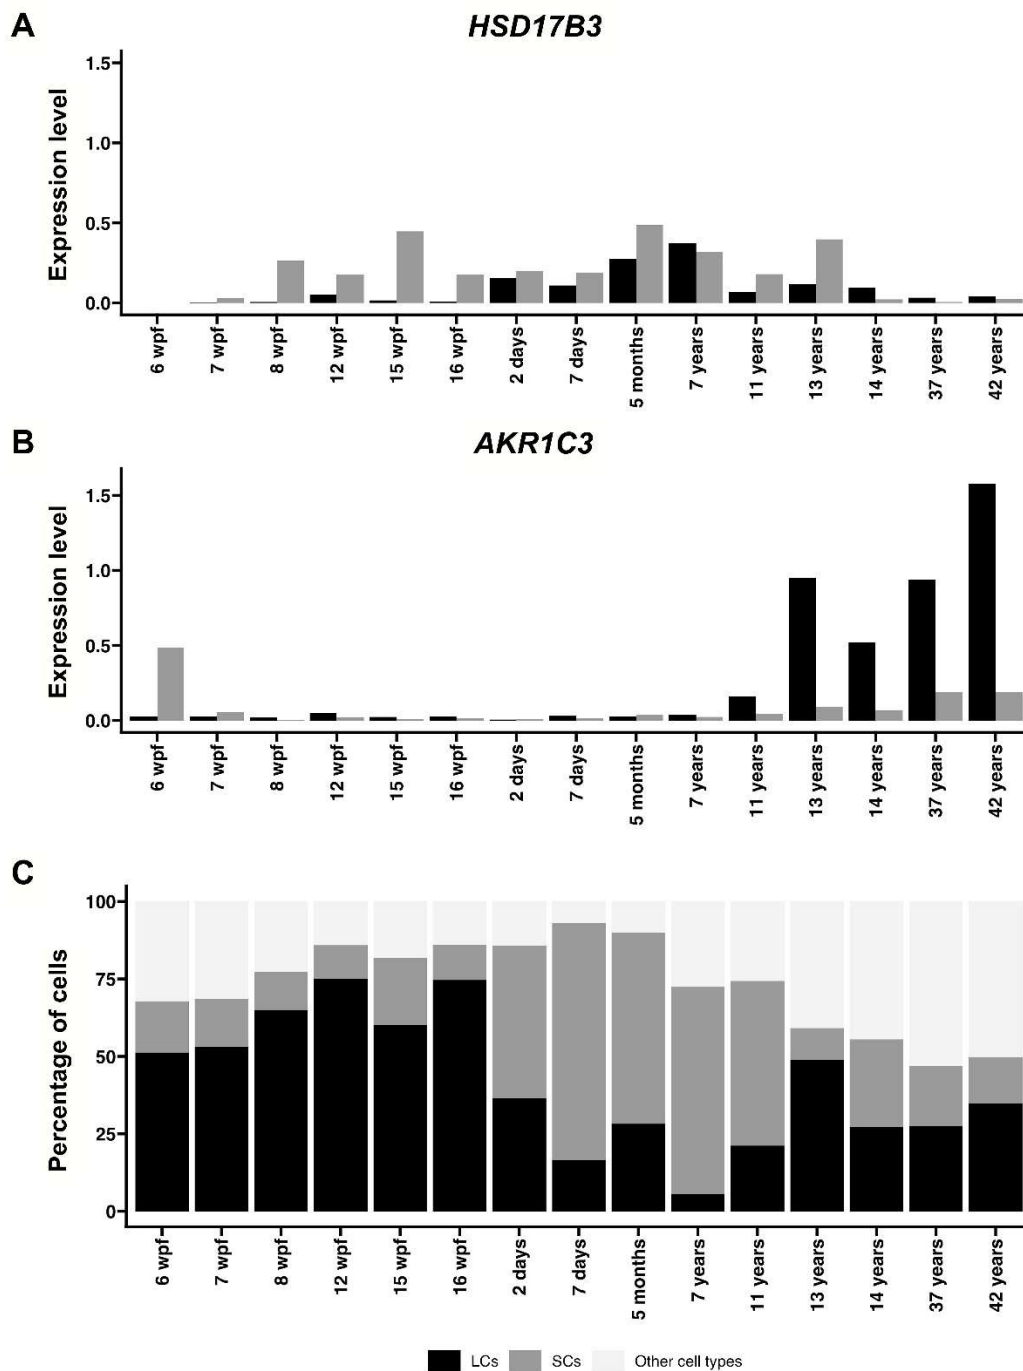 A
HSD17B3
Expression level
1.5
1.0
0.5
0.0
6 wpf
7 wpf
8 wpf
12 wpf
15 wpf
16 wpf
2 days
7 days
5 months
7 years
11 years
13 years
14 years
37 years
42 years
B
AKR1C3
Expression level
1.5
1.0
0.5
0.0
6 wpf
7 wpf
8 wpf
12 wpf
15 wpf
16 wpf
2 days
7 days
5 months
7 years
11 years
13 years
14 years
37 years
42 years
C
Percentage of cells
100
75
50
25
0
6 wpf
7 wpf
8 wpf
12 wpf
15 wpf
16 wpf
2 days
7 days
5 months
7 years
11 years
13 years
14 years
37 years
42 years
LCs SCs Other cell types